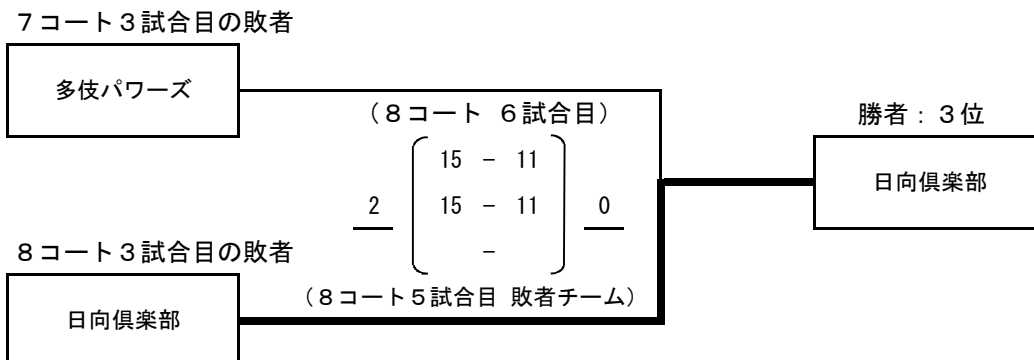 ７コート３試合目の敗者
多伎パワーズ
（８コート ６試合目）
勝者：３位
15 － 11
日向倶楽部
2 15 － 11 0
－
８コート３試合目の敗者
（８コート５試合目 敗者チーム）
日向倶楽部